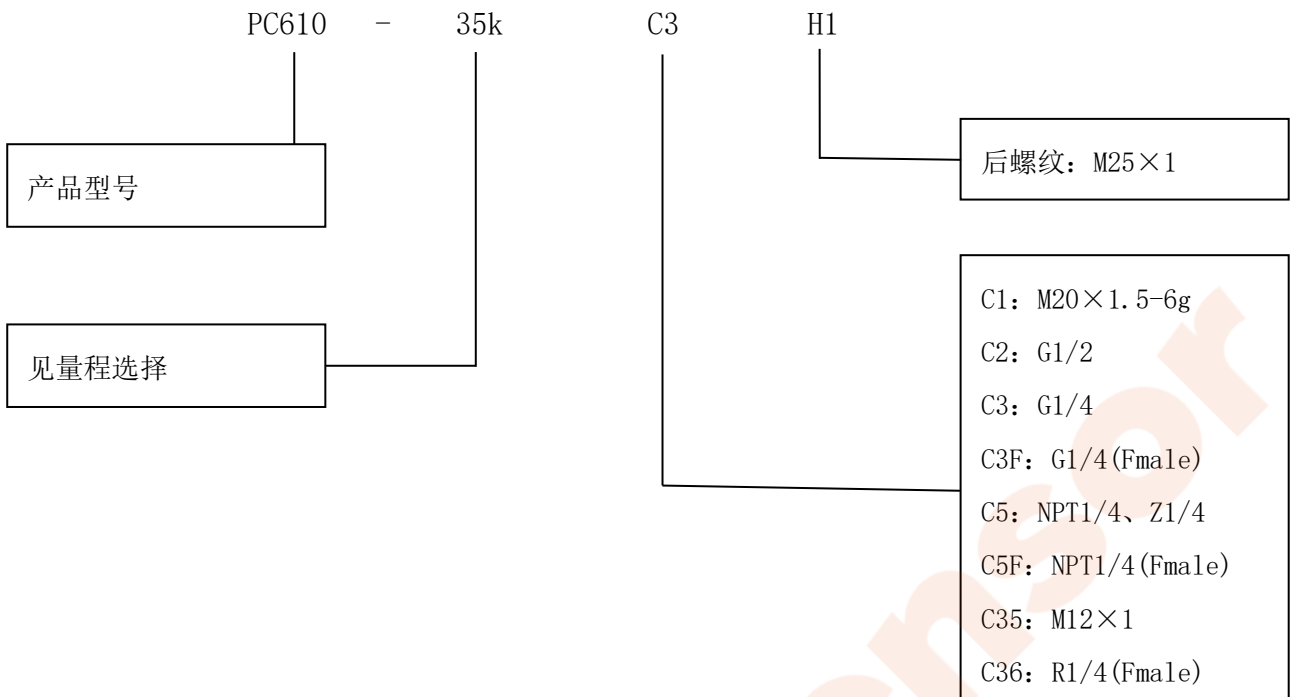 PC610 - 35k C3 H1
后螺纹：M25×1
产品型号
见量程选择
C1：M20×1.5-6g
C2：G1/2
C3：G1/4
C3F：G1/4(Fmale)
C5：NPT1/4、Z1/4
C5F：NPT1/4(Fmale)
C35：M12×1
C36：R1/4(Fmale)
nsor